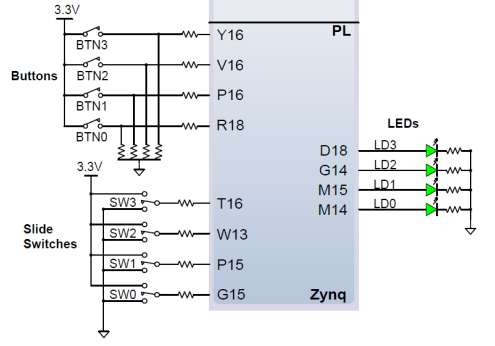 3.3V
PL
BTN3
Y16
BTN2
V16
Buttons
BTN1
P16
BTN0
R18
LEDs
D18
LD3
G14
LD2
M15
LD1
M14
LD0
3.3V
SW3
T16
Slide
Switches
SW2
W13
SW1
P15
SW0
G15
Zynq